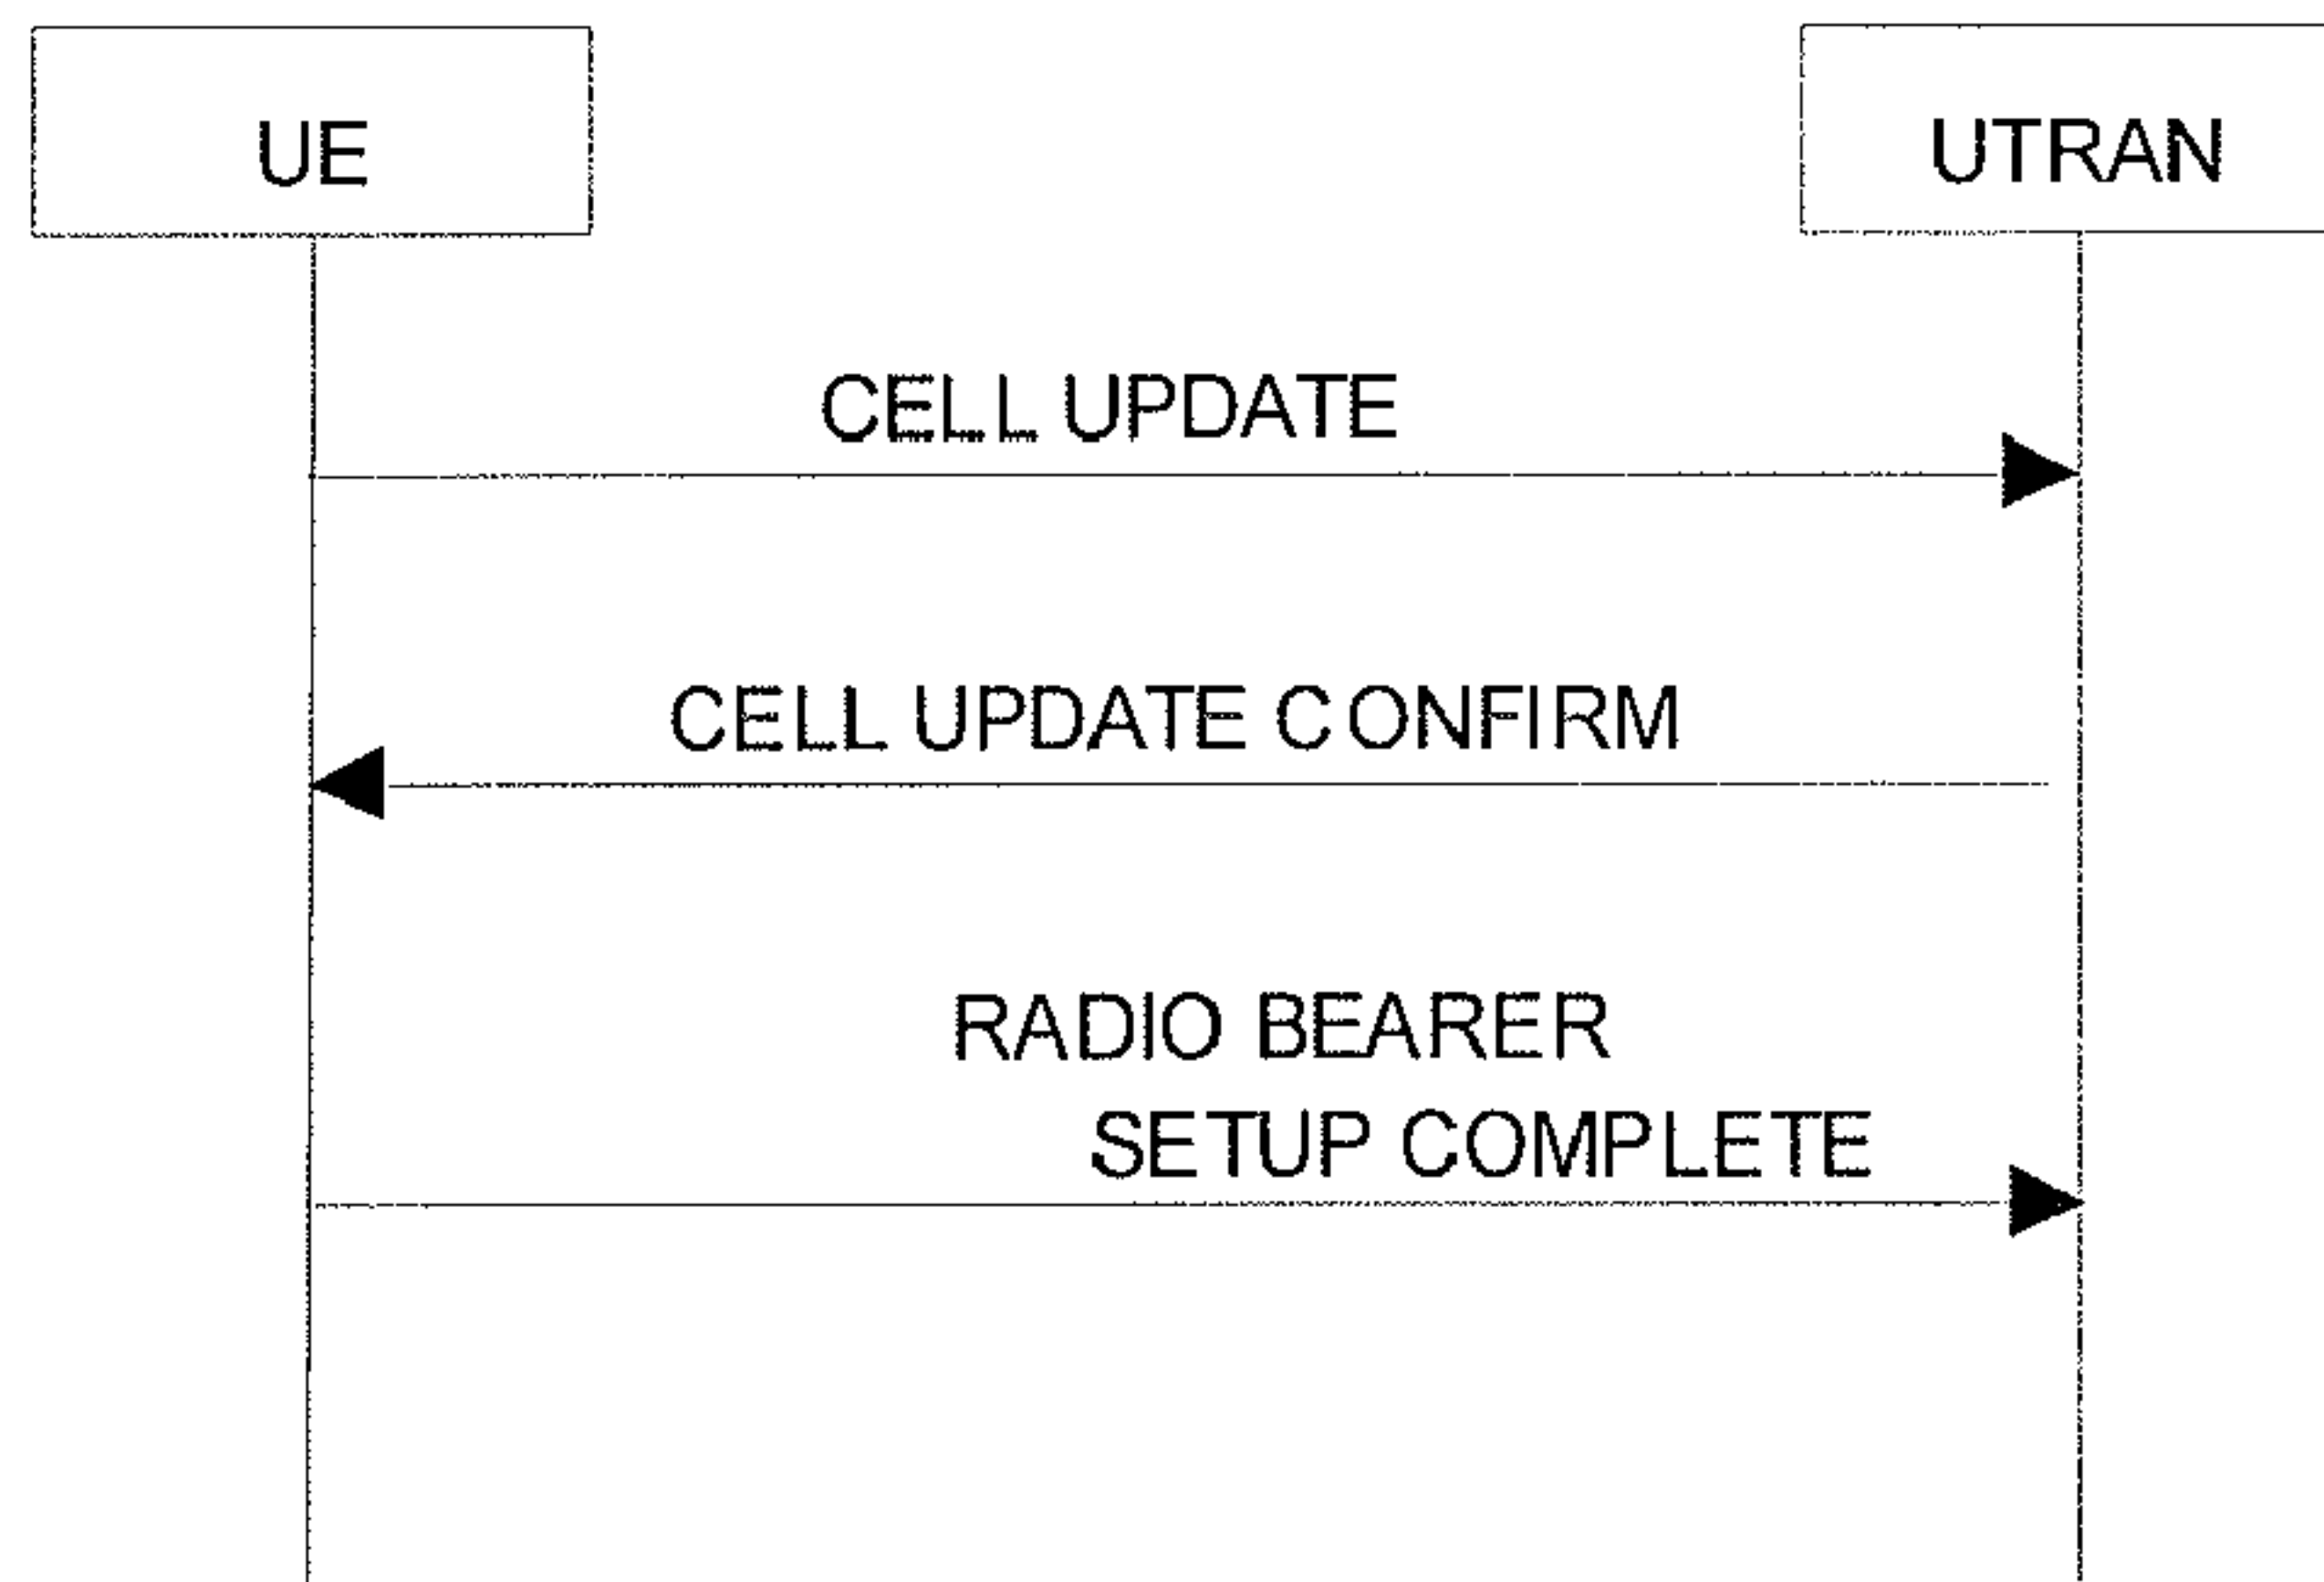 UE
UTRAN
CELL UPDATE
CELL UPDATE CONFIRM
RADIO BEARER
SETUP COMPLETE